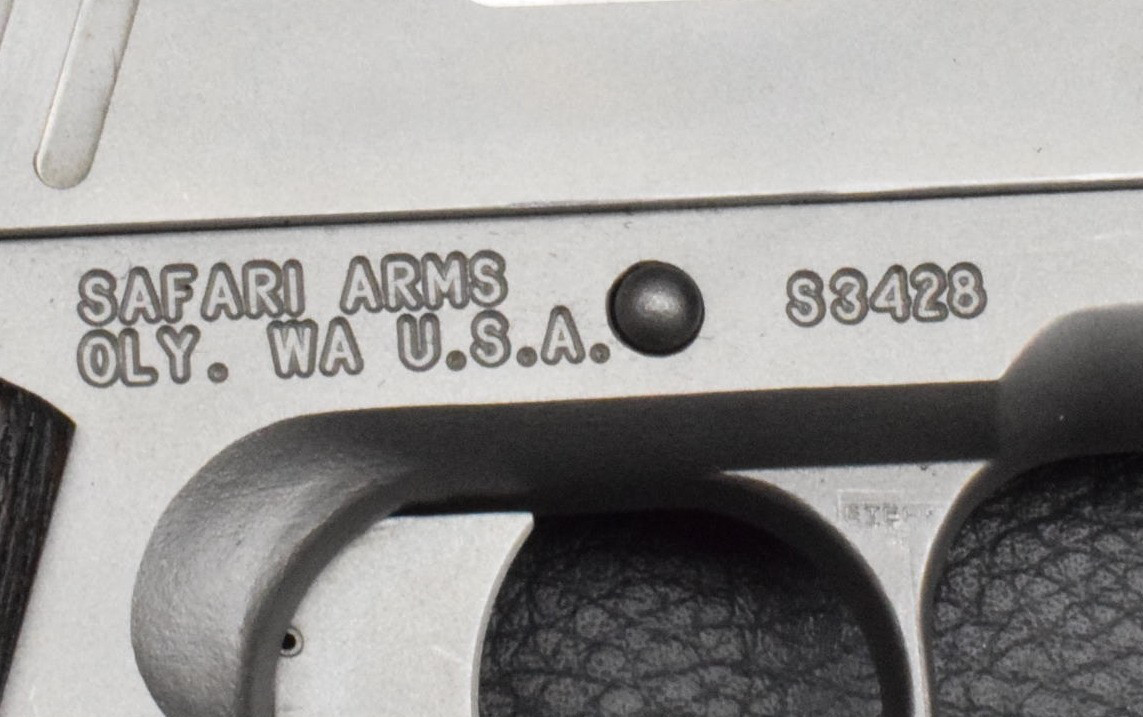 SAFARI ARMS
OLY. WA U.S.A.
S3428